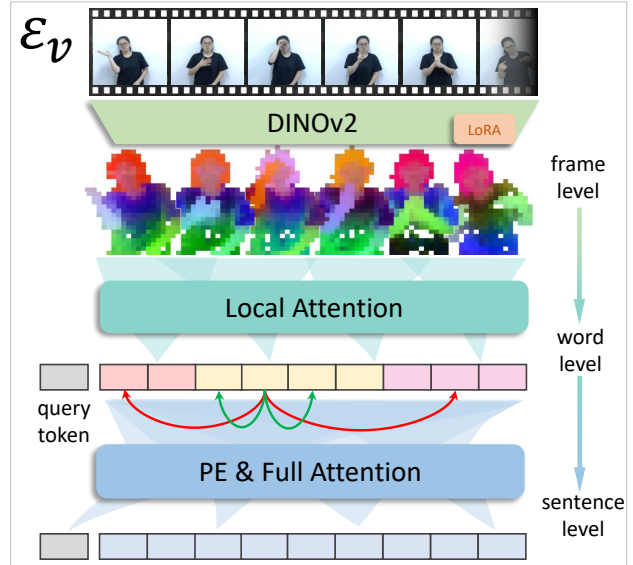 ℰᵥ
DINOv2
LoRA
frame
level
Local Attention
word
level
query
token
PE & Full Attention
sentence
level